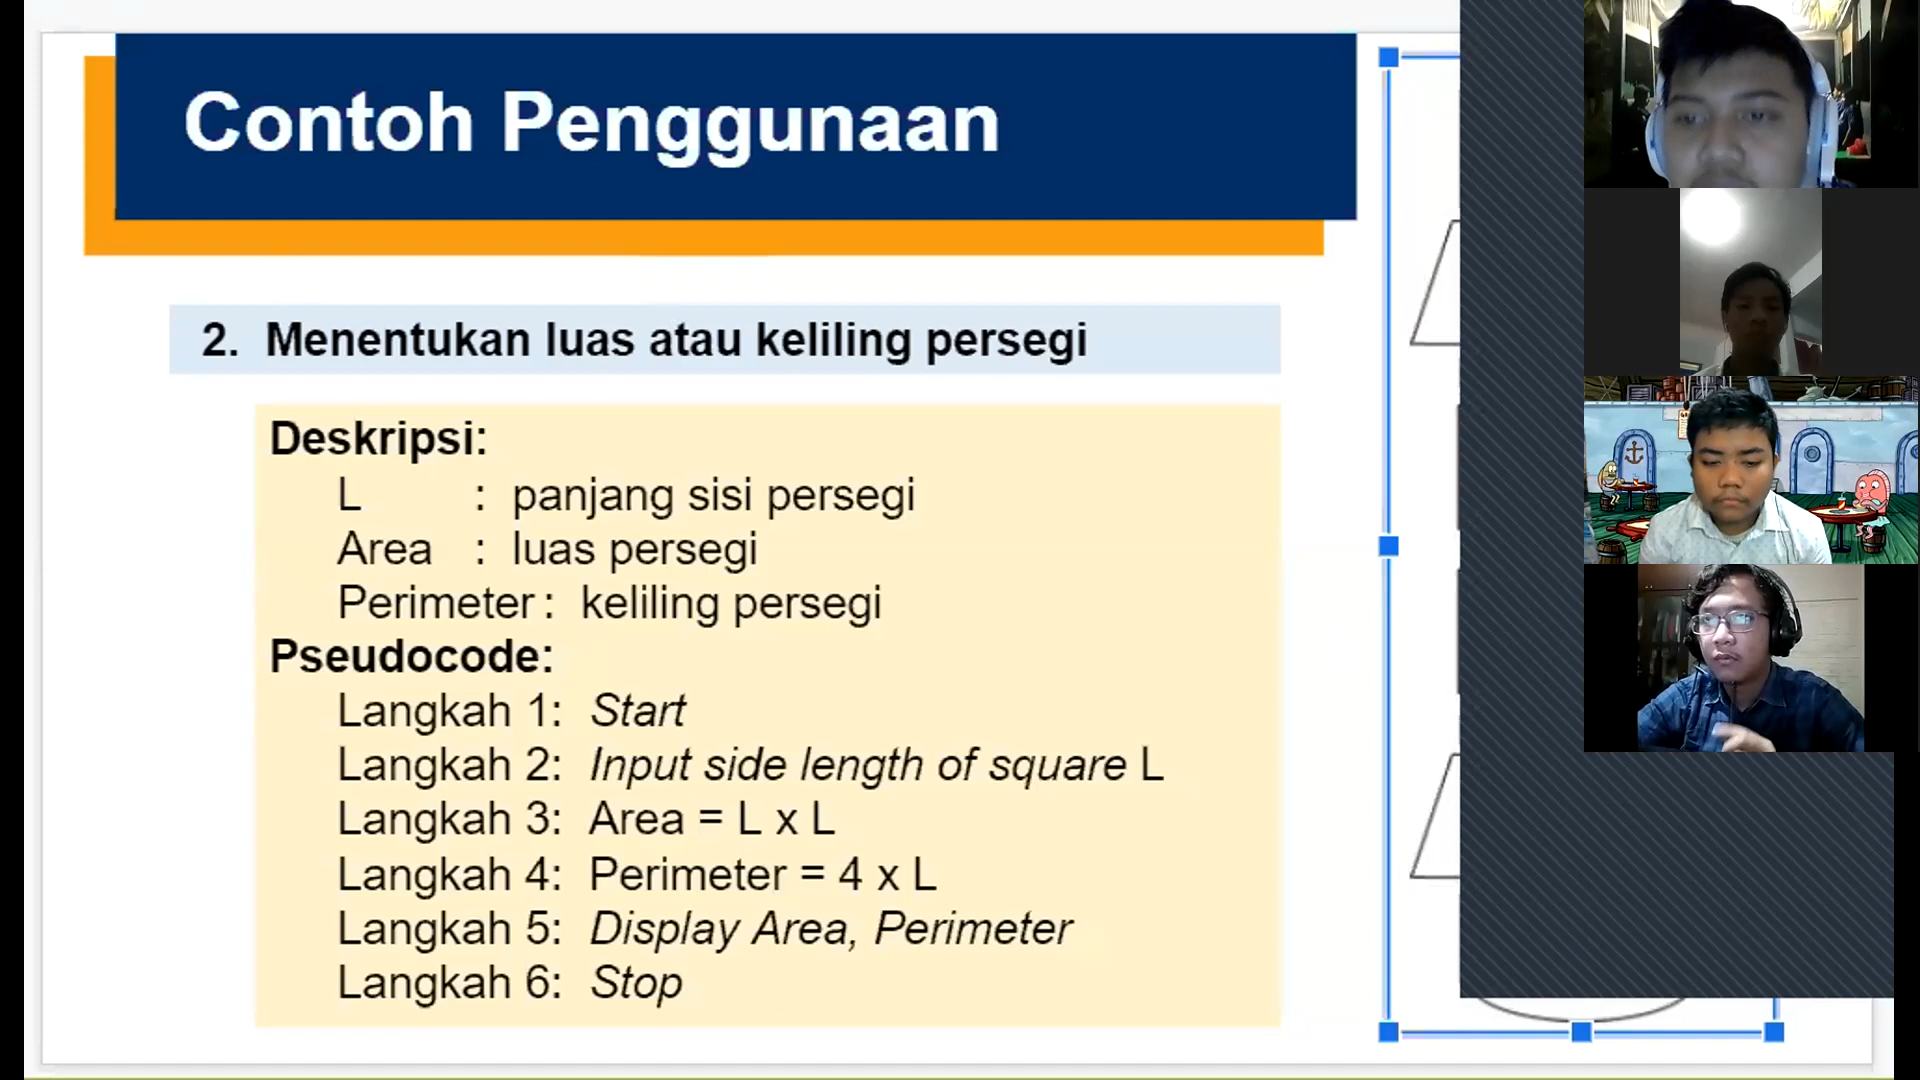 Contoh Penggunaan
2. Menentukan luas atau keliling persegi
Deskripsi:
L : panjang sisi persegi
Area : luas persegi
Perimeter : keliling persegi
Pseudocode:
Langkah 1: Start
Langkah 2: Input side length of square L
Langkah 3: Area = L x L
Langkah 4: Perimeter = 4 x L
Langkah 5: Display Area, Perimeter
Langkah 6: Stop